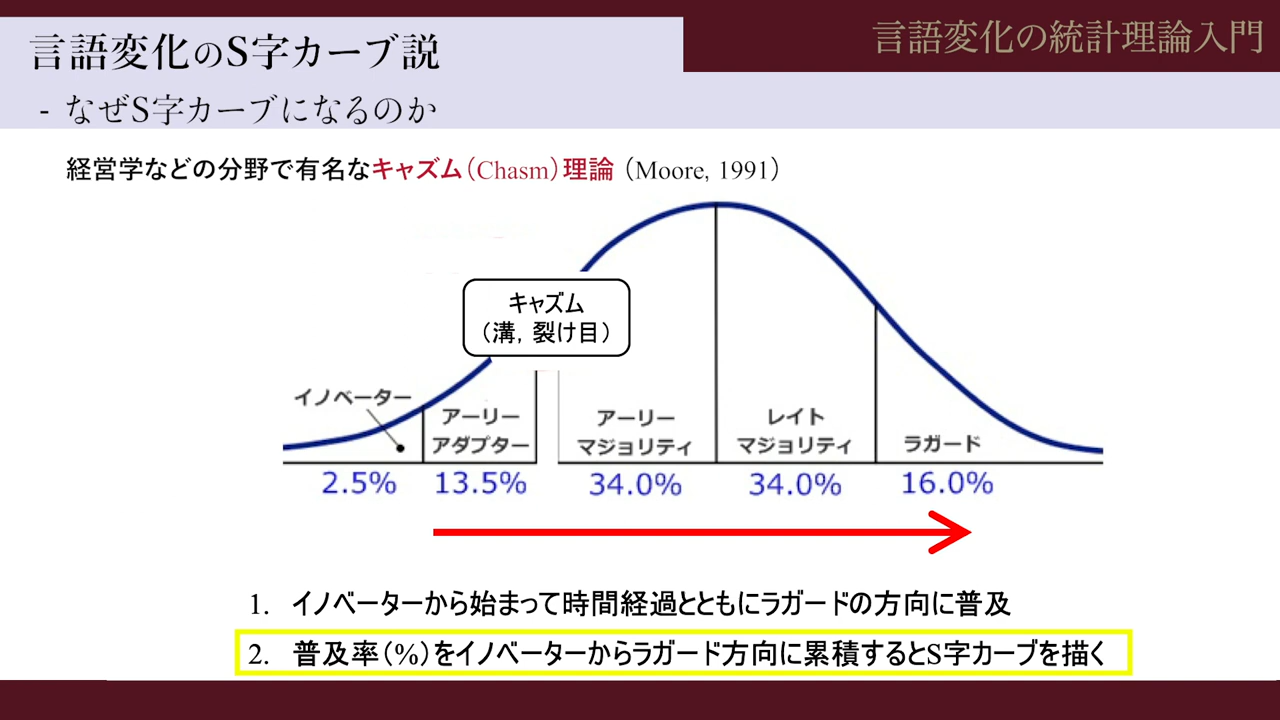 言語変化の統計理論入門
言語変化のS字カーブ説
- なぜS字カーブになるのか
経営学などの分野で有名なキャズム（Chasm）理論（Moore, 1991）
キャズム
（溝，裂け目）
イノベーター
アーリー
アダプター
アーリー
マジョリティ
レイト
マジョリティ
ラガード
2.5%
13.5%
34.0%
34.0%
16.0%
1. イノベーターから始まって時間経過とともにラガードの方向に普及
2. 普及率（%）をイノベーターからラガード方向に累積するとS字カーブを描く